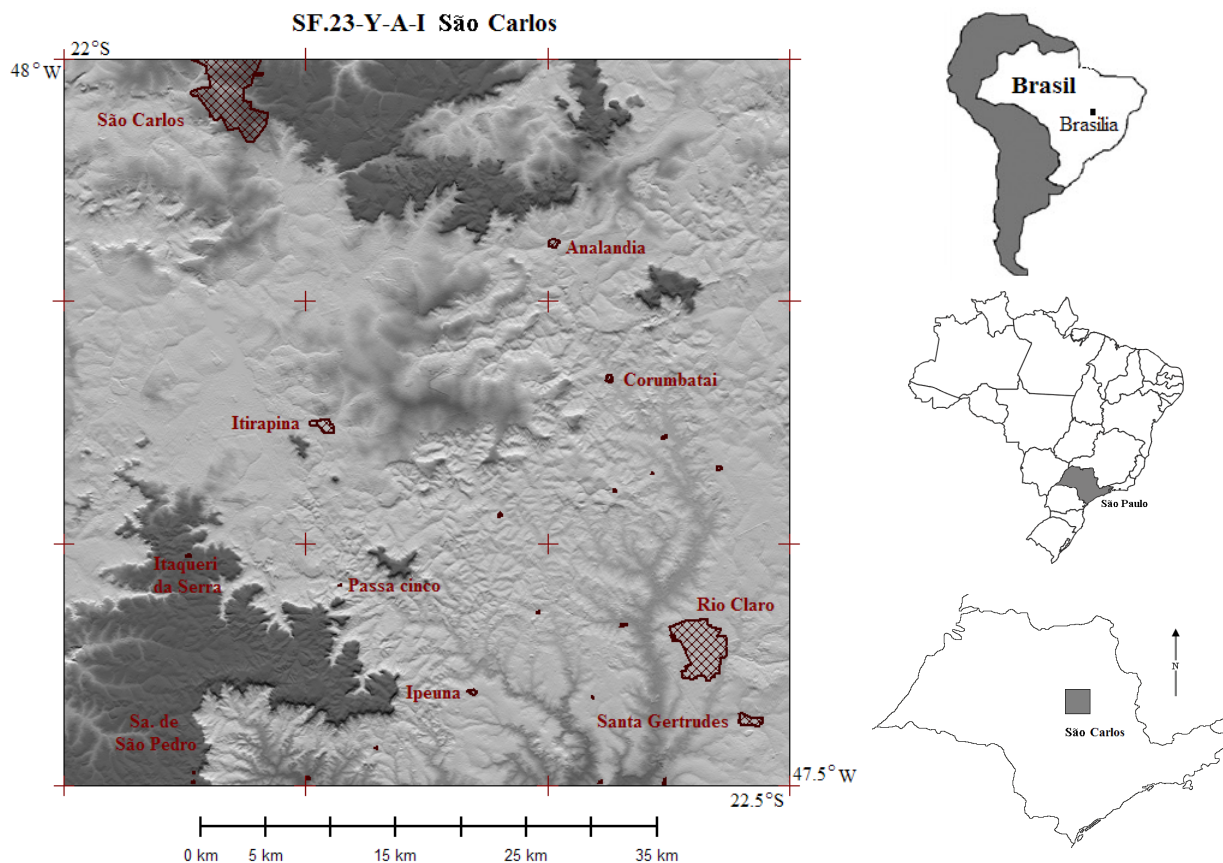 SF.23-Y-A-I São Carlos
22°S
48°W
São Carlos
Analandia
Corumbatai
Itirapina
Itaqueri
da Serra
Passa cinco
Rio Claro
Ipeuna
Santa Gertrudes
Sa. de
São Pedro
47.5°W
22.5°S
0 km 5 km 15 km 25 km 35 km
Brasil
Brasilia
São Paulo
N
São Carlos